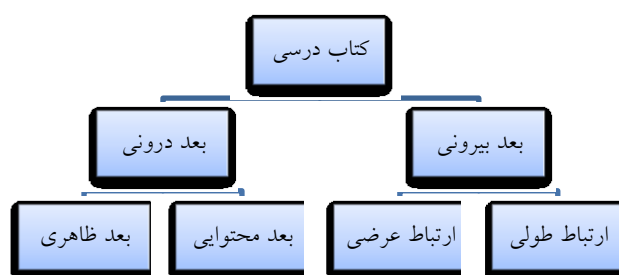 کتاب درسی
بعد بیرونی
بعد درونی
ارتباط طولی
ارتباط عرضی
بعد محتوایی
بعد ظاهری